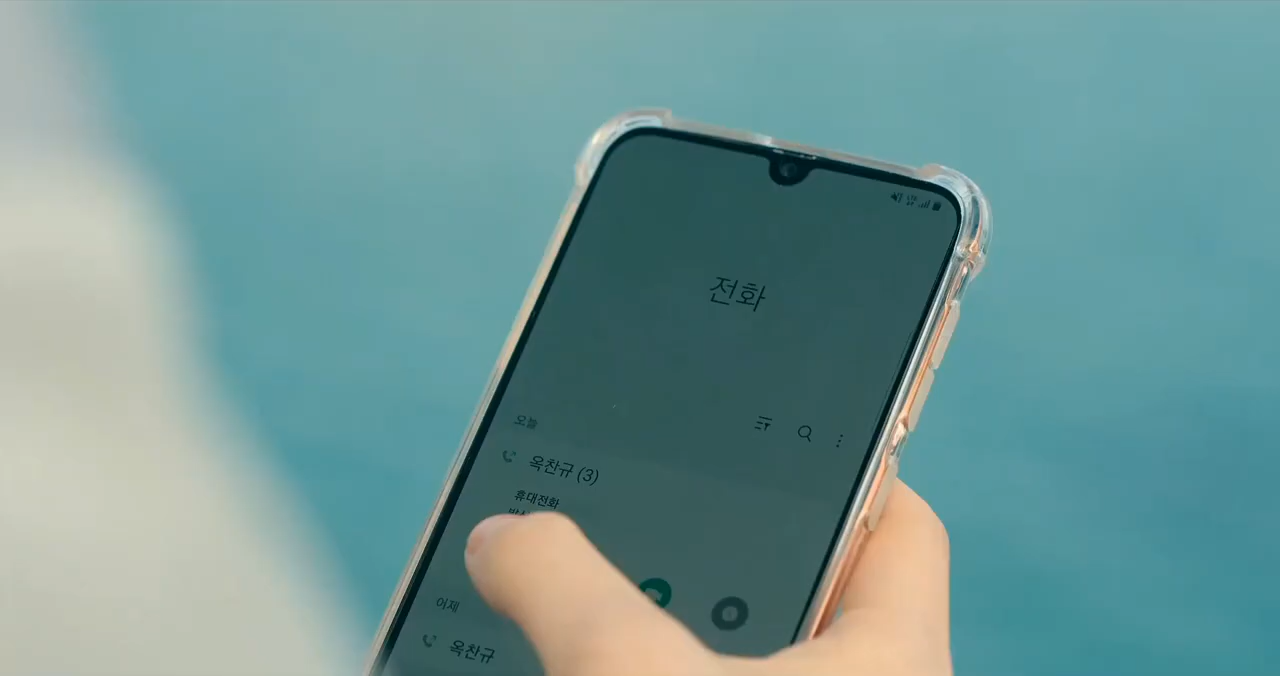 전화
오늘
옥찬규 (3)
휴대전화
어제
옥찬규